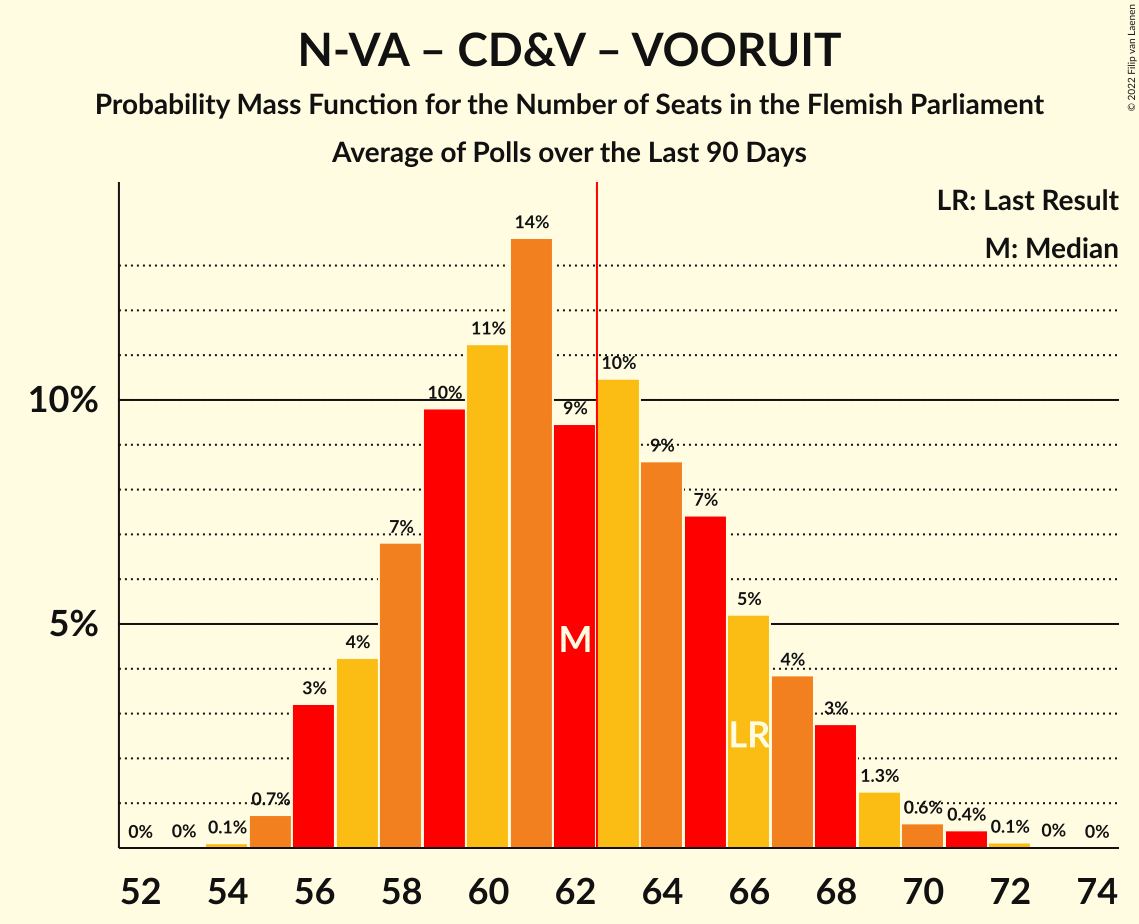 N-VA – CD&V – VOORUIT
Probability Mass Function for the Number of Seats in the Flemish Parliament
Average of Polls over the Last 90 Days
© 2022 Filip van Laenen
LR: Last Result
M: Median
10%
5%
0%
0%
0.1%
0.7%
3%
4%
7%
10%
11%
14%
9%
10%
9%
7%
5%
4%
3%
1.3%
0.6%
0.4%
0.1%
0%
0%
M
LR
52 54 56 58 60 62 64 66 68 70 72 74